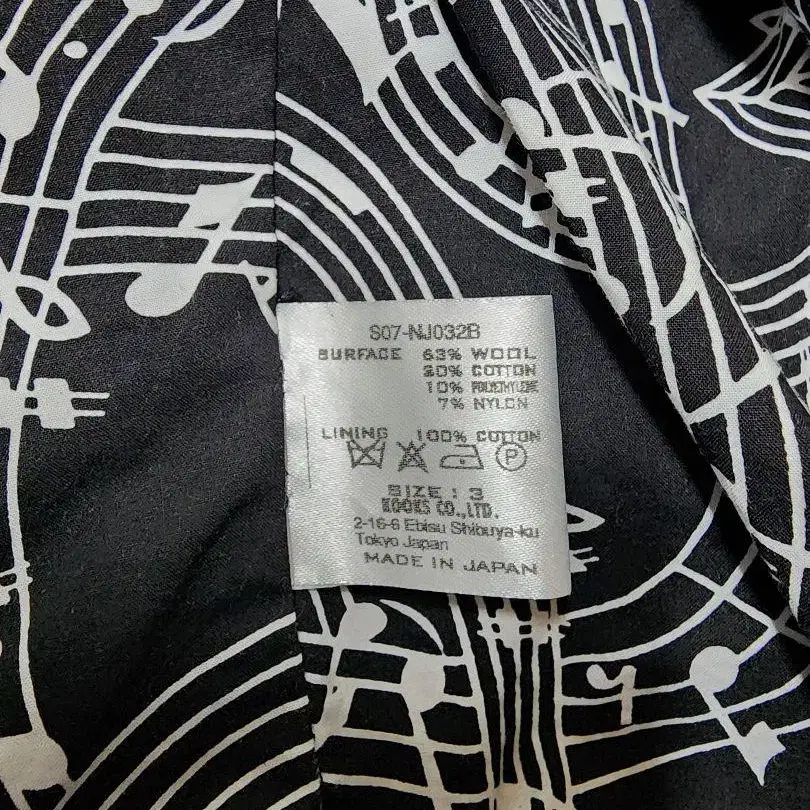 S07-NJ032B
SURFACE 63% WOOL
20% COTTON
10% POLYETHYLENE
7% NYLON
LINING 100% COTTON
P
SIZE : 3
KOOKS CO.,LTD.
2-16-6 Ebisu Shibuya-ku
Tokyo Japan
MADE IN JAPAN